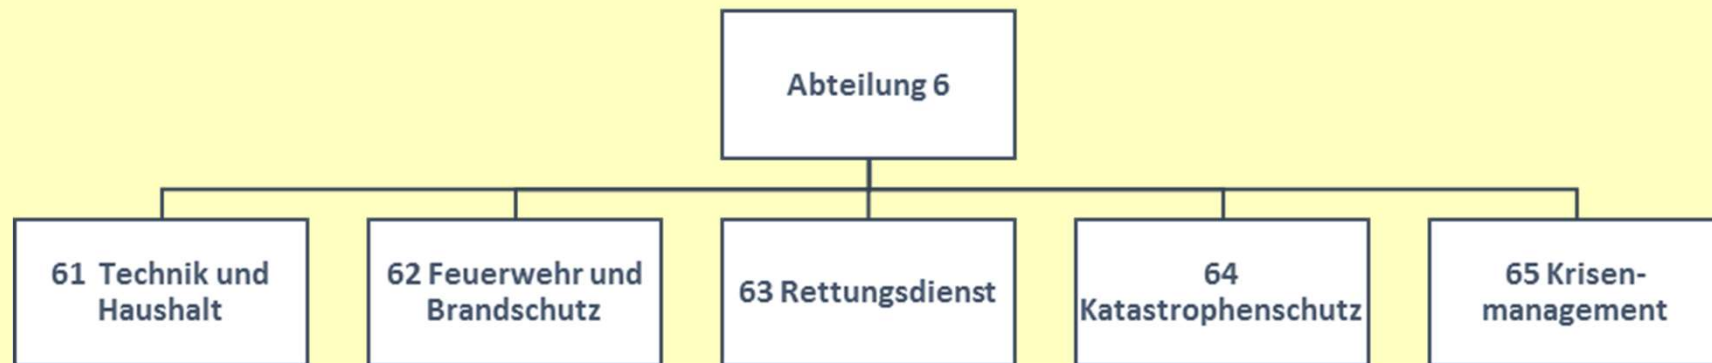 Abteilung 6
61 Technik und
Haushalt
62 Feuerwehr und
Brandschutz
63 Rettungsdienst
64
Katastrophenschutz
65 Krisen-
management